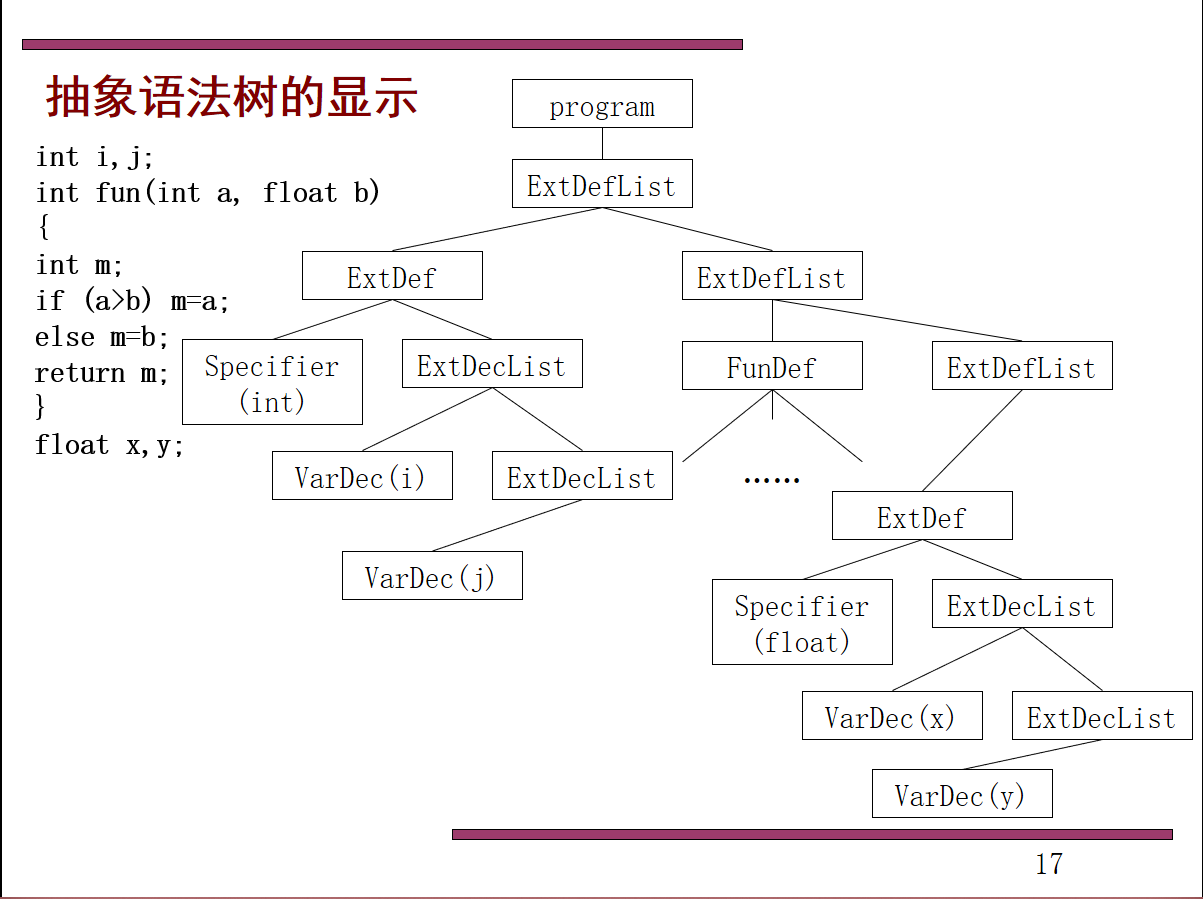 抽象语法树的显示
int i,j;
int fun(int a, float b)
{
int m;
if (a>b) m=a;
else m=b;
return m;
}
float x,y;
program
ExtDefList
ExtDef
ExtDefList
Specifier
(int)
ExtDecList
FunDef
ExtDefList
VarDec(i)
ExtDecList
……
VarDec(j)
ExtDef
Specifier
(float)
ExtDecList
VarDec(x)
ExtDecList
VarDec(y)
17